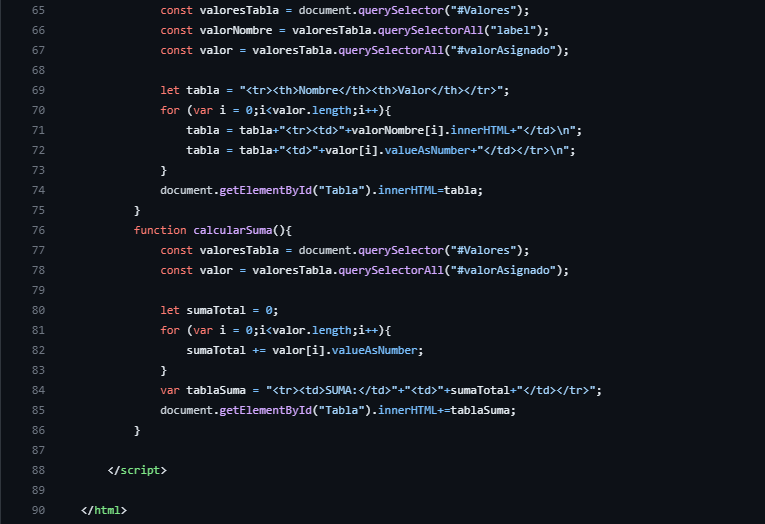 65 const valoresTabla = document.querySelector("#Valores");
66 const valorNombre = valoresTabla.querySelectorAll("label");
67 const valor = valoresTabla.querySelectorAll("#valorAsignado");
68
69 let tabla = "<tr><th>Nombre</th><th>Valor</th></tr>";
70 for (var i = 0;i<valor.length;i++){
71 tabla = tabla+"<tr><td>"+valorNombre[i].innerHTML+"</td>\n";
72 tabla = tabla+"<td>"+valor[i].valueAsNumber+"</td></tr>\n";
73 }
74 document.getElementById("Tabla").innerHTML=tabla;
75 }
76 function calcularSuma(){
77 const valoresTabla = document.querySelector("#Valores");
78 const valor = valoresTabla.querySelectorAll("#valorAsignado");
79
80 let sumaTotal = 0;
81 for (var i = 0;i<valor.length;i++){
82 sumaTotal += valor[i].valueAsNumber;
83 }
84 var tablaSuma = "<tr><td>SUMA:</td>"+"<td>"+sumaTotal+"</td></tr>";
85 document.getElementById("Tabla").innerHTML+=tablaSuma;
86 }
87
88 </script>
89
90 </html>